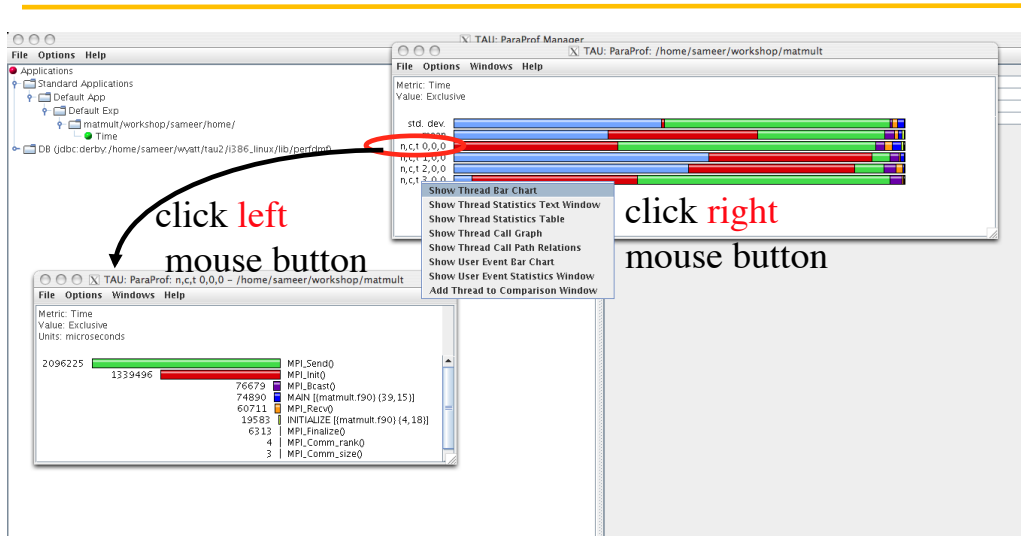 TAU: ParaProf Manager
File Options Help
Applications
Standard Applications
Default App
Default Exp
matmult/workshop/sameer/home/
Time
DB (jdbc:derby:/home/sameer/wyatt/tau2/i386_linux/lib/perfdmf)
TAU: ParaProf: /home/sameer/workshop/matmult
File Options Windows Help
Metric: Time
Value: Exclusive
std. dev.
mean
n,c,t 0,0,0
n,c,t 1,0,0
n,c,t 2,0,0
n,c,t 3,0,0
Show Thread Bar Chart
Show Thread Statistics Text Window
Show Thread Statistics Table
Show Thread Call Graph
Show Thread Call Path Relations
Show User Event Bar Chart
Show User Event Statistics Window
Add Thread to Comparison Window
click left
mouse button
click right
mouse button
TAU: ParaProf: n,c,t 0,0,0 – /home/sameer/workshop/matmult
File Options Windows Help
Metric: Time
Value: Exclusive
Units: microseconds
2096225 MPI_Send()
1339496 MPI_Init()
76679 MPI_Bcast()
74890 MAIN [{matmult.f90} {39,15}]
60711 MPI_Recv()
19583 INITIALIZE [{matmult.f90} {4,18}]
6313 MPI_Finalize()
4 MPI_Comm_rank()
3 MPI_Comm_size()